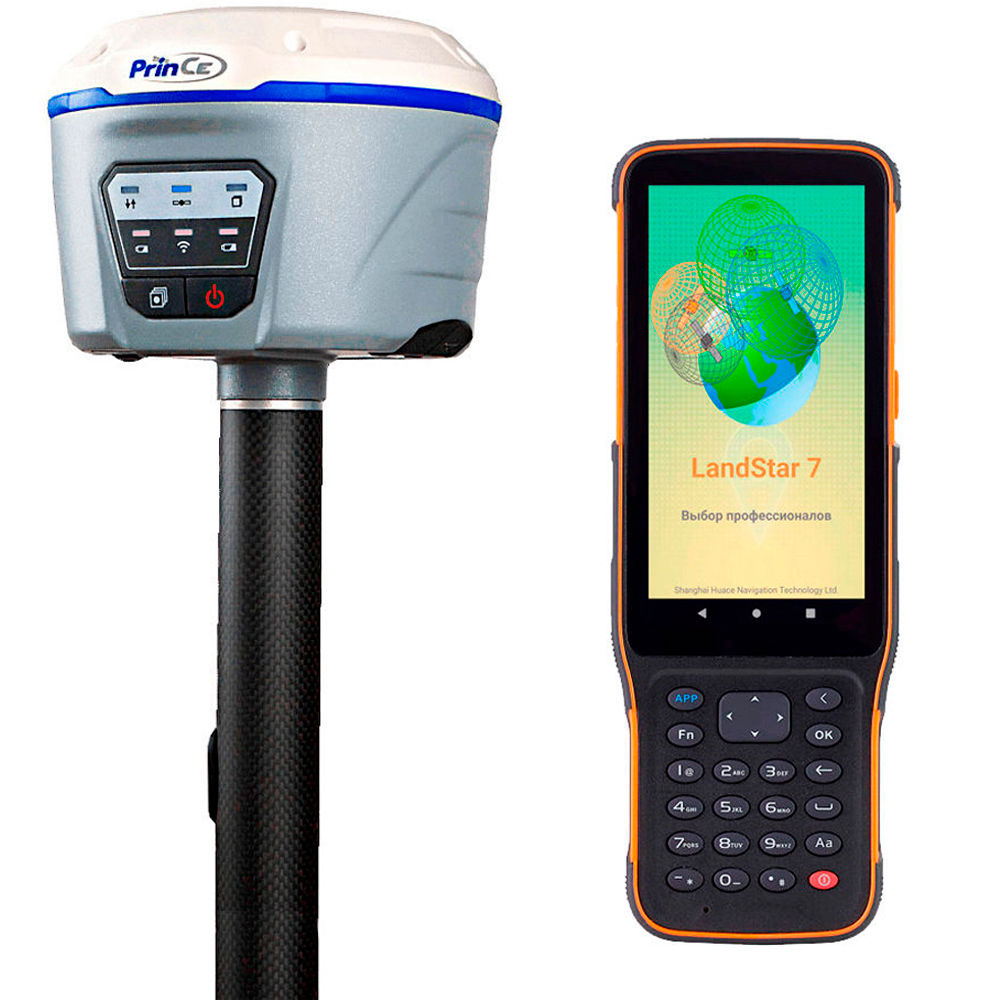 PrinCE
LandStar 7
Выбор профессионалов
Shanghai Huace Navigation Technology Ltd.
APP
Fn OK
1@ 2ABC 3DEF
4GHI 5JKL 6MNO
7PQRS 8TUV 9WXYZ Aa
-* 0_ .#